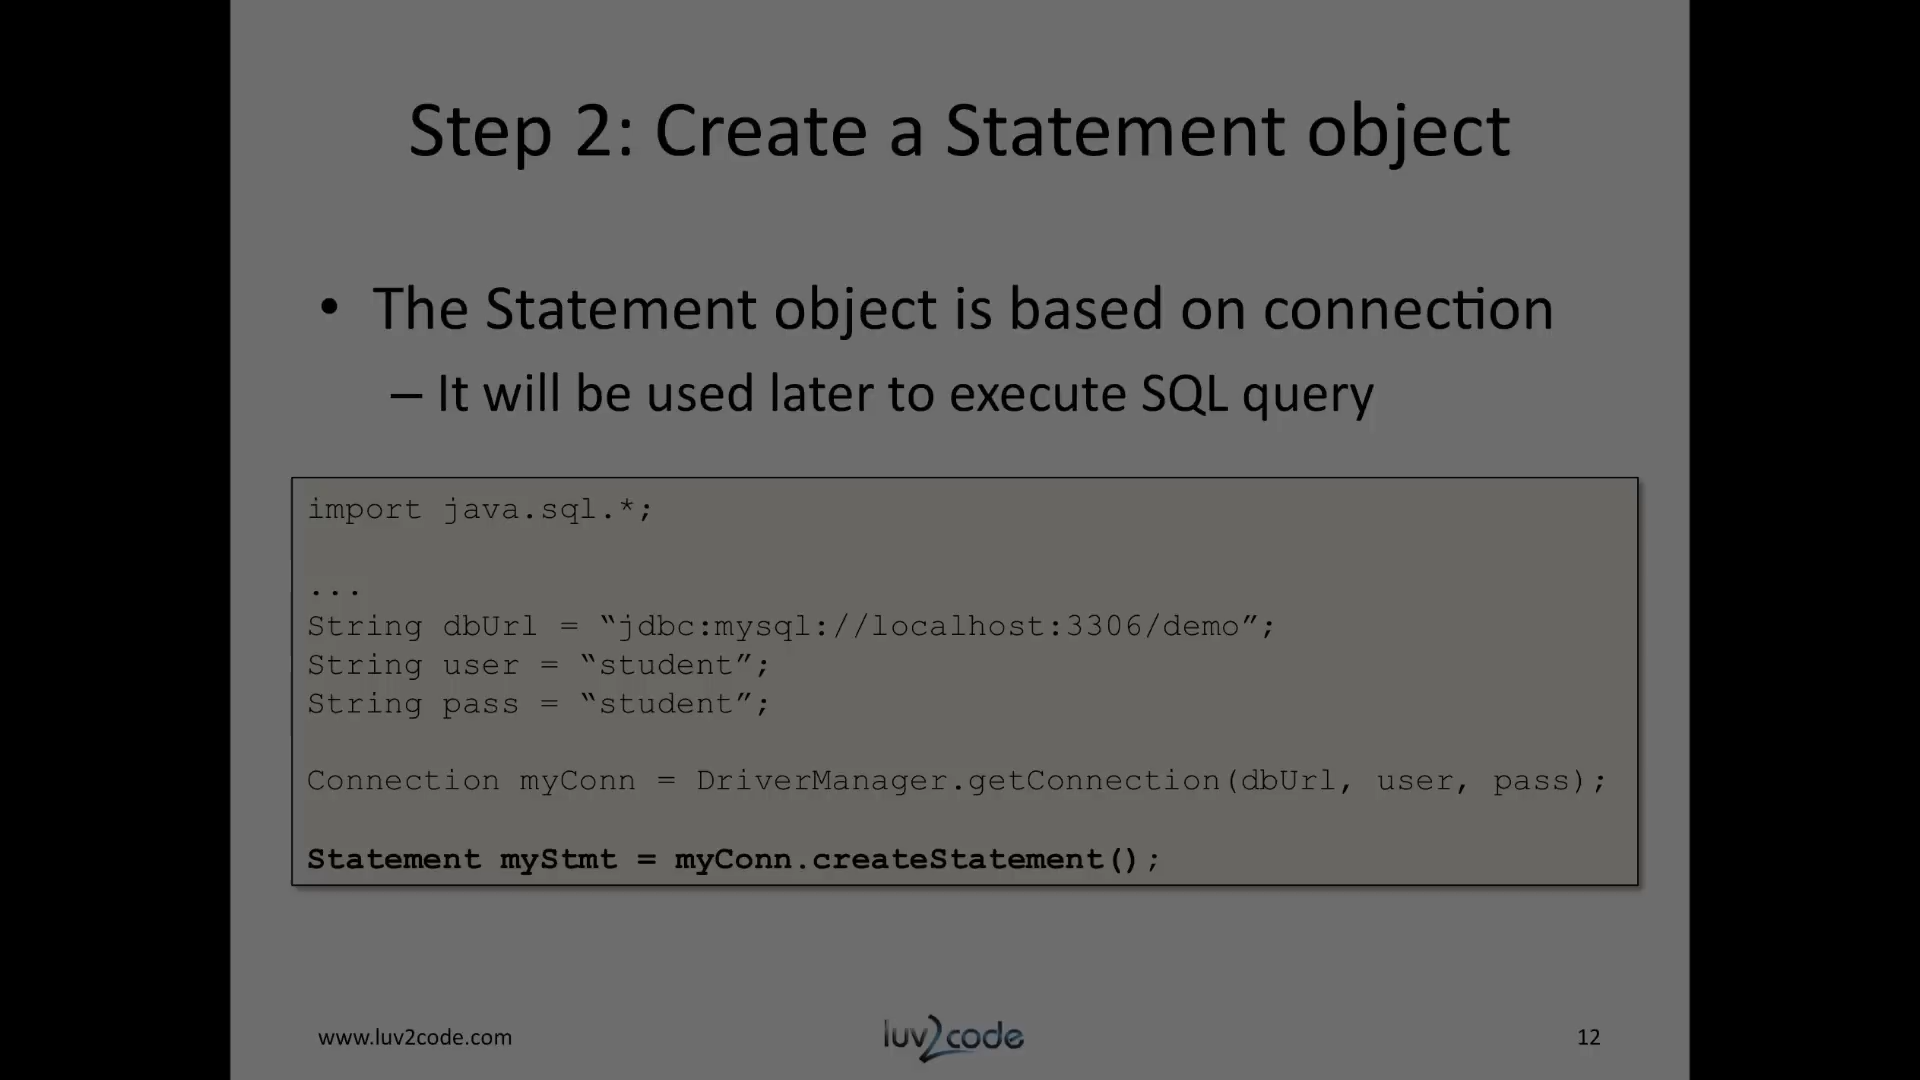 Step 2: Create a Statement object
• The Statement object is based on connection
– It will be used later to execute SQL query
import java.sql.*;
...
String dbUrl = “jdbc:mysql://localhost:3306/demo”;
String user = “student”;
String pass = “student”;
Connection myConn = DriverManager.getConnection(dbUrl, user, pass);
Statement myStmt = myConn.createStatement();
www.luv2code.com
luv2code
12